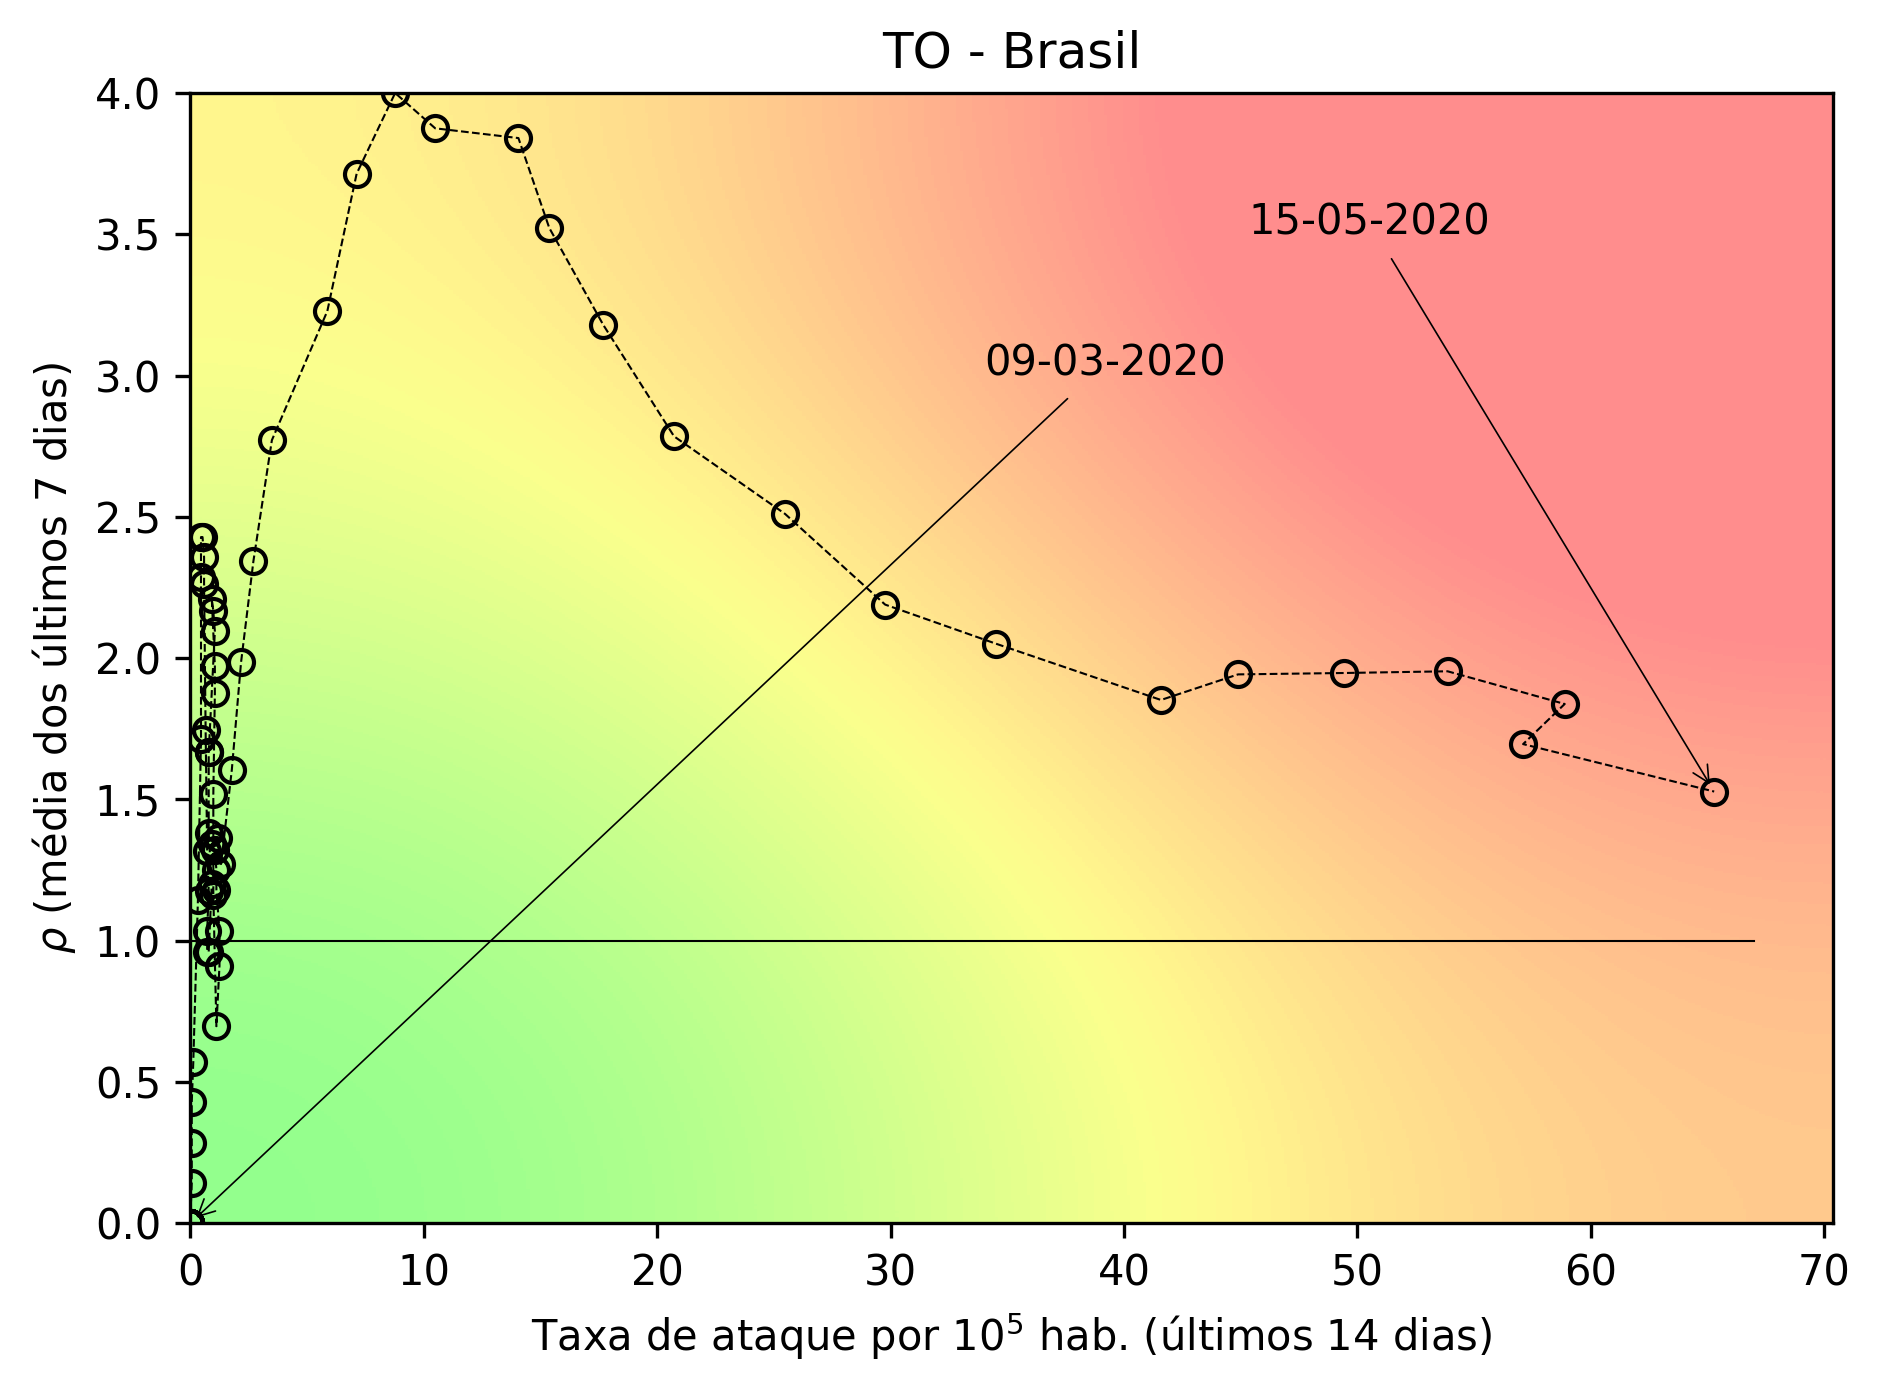 TO - Brasil
4.0
3.5
3.0
2.5
2.0
1.5
1.0
0.5
0.0
ρ (média dos últimos 7 dias)
15-05-2020
09-03-2020
0 10 20 30 40 50 60 70
Taxa de ataque por 10⁵ hab. (últimos 14 dias)